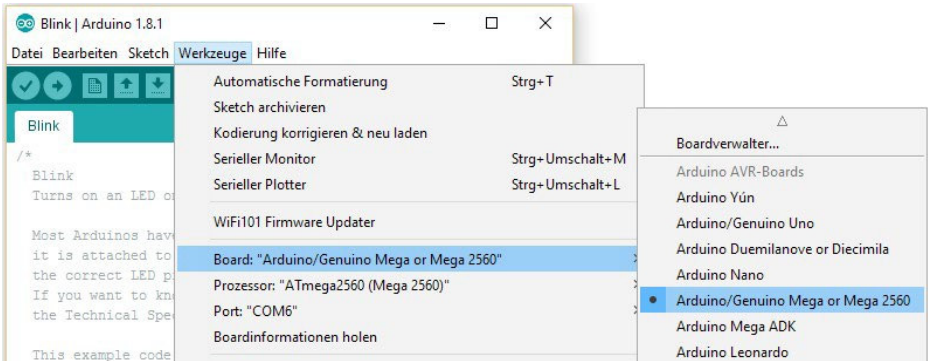 Blink | Arduino 1.8.1
Datei Bearbeiten Sketch Werkzeuge Hilfe
Blink
/*
Blink
Turns on an LED
Most Arduinos have
it is attached to
the correct LED
If you want to
the Technical
This example code
Automatische Formatierung Strg+T
Sketch archivieren
Kodierung korrigieren & neu laden
Serieller Monitor Strg+Umschalt+M
Serieller Plotter Strg+Umschalt+L
WiFi101 Firmware Updater
Board: "Arduino/Genuino Mega or Mega 2560"
Prozessor: "ATmega2560 (Mega 2560)"
Port: "COM6"
Boardinformationen holen
Boardverwalter...
Arduino AVR-Boards
Arduino Yún
Arduino/Genuino Uno
Arduino Duemilanove or Diecimila
Arduino Nano
Arduino/Genuino Mega or Mega 2560
Arduino Mega ADK
Arduino Leonardo